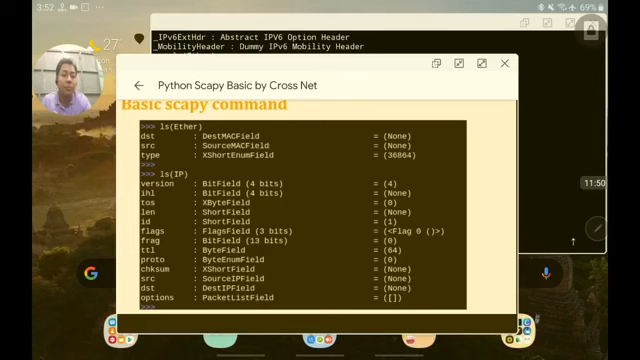 3:52
69%
27°
_IPv6ExtHdr : Abstract IPV6 Option Header
_MobilityHeader : Dummy IPv6 Mobility Header
Python Scapy Basic by Cross Net
Basic scapy command
>>> ls(Ether)
dst : DestMACField = (None)
src : SourceMACField = (None)
type : XShortEnumField = (36864)
>>>
>>> ls(IP)
version : BitField (4 bits) = (4)
ihl : BitField (4 bits) = (None)
tos : XByteField = (0)
len : ShortField = (None)
id : ShortField = (1)
flags : FlagsField (3 bits) = (<Flag 0 ()>)
frag : BitField (13 bits) = (0)
ttl : ByteField = (64)
proto : ByteEnumField = (0)
chksum : XShortField = (None)
src : SourceIPField = (None)
dst : DestIPField = (None)
options : PacketListField = ([])
>>>
11:50